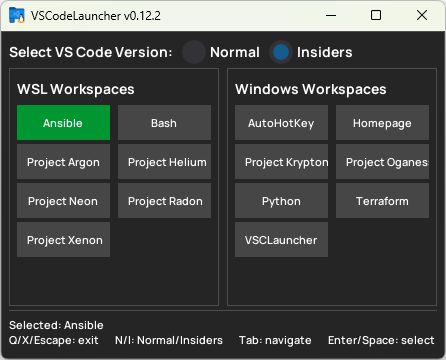 VSCodeLauncher v0.12.2
Select VS Code Version: Normal Insiders
WSL Workspaces
Ansible Bash
Project Argon Project Helium
Project Neon Project Radon
Project Xenon
Windows Workspaces
AutoHotKey Homepage
Project Krypton Project Oganess
Python Terraform
VSCLauncher
Selected: Ansible
Q/X/Escape: exit N/I: Normal/Insiders Tab: navigate Enter/Space: select